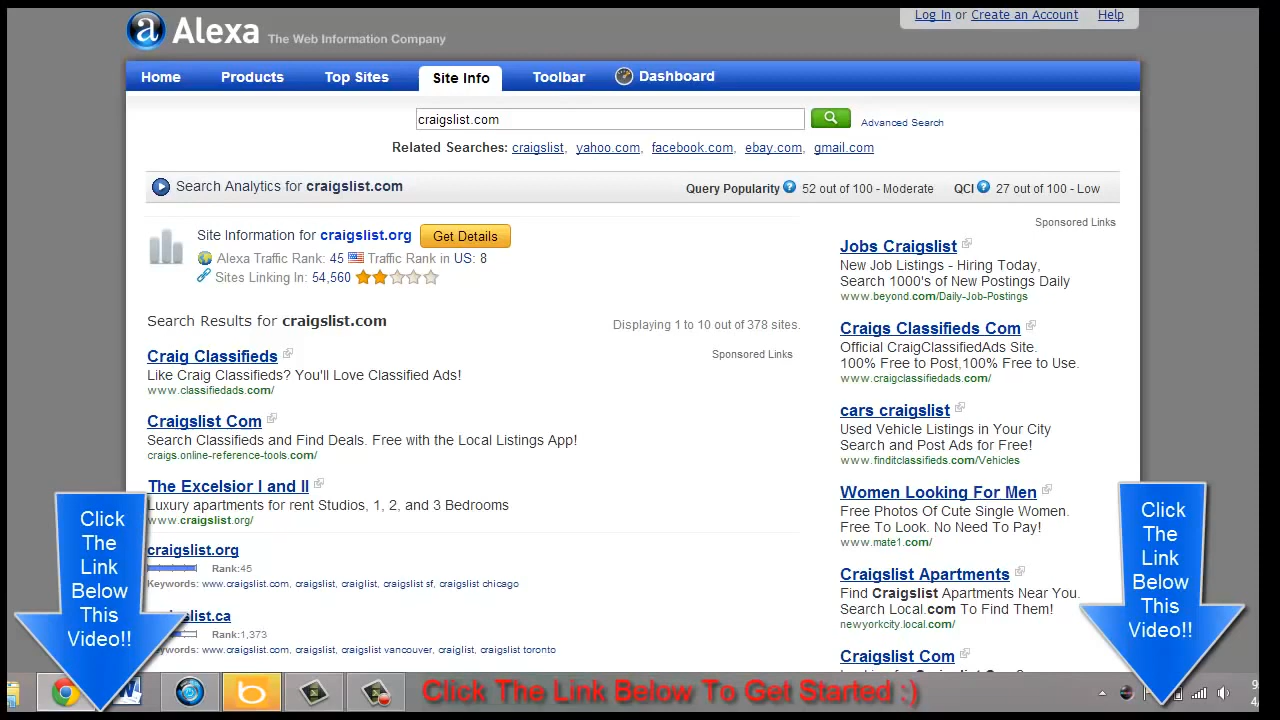 Log In or Create an Account Help
a Alexa The Web Information Company
Home Products Top Sites Site Info Toolbar Dashboard
craigslist.com Advanced Search
Related Searches: craigslist, yahoo.com, facebook.com, ebay.com, gmail.com
Search Analytics for craigslist.com Query Popularity ? 52 out of 100 - Moderate QCI ? 27 out of 100 - Low
Site Information for craigslist.org Get Details
Alexa Traffic Rank: 45 Traffic Rank in US: 8
Sites Linking In: 54,560
Search Results for craigslist.com Displaying 1 to 10 out of 378 sites.
Sponsored Links
Craig Classifieds
Like Craig Classifieds? You'll Love Classified Ads!
www.classifiedads.com/
Craigslist Com
Search Classifieds and Find Deals. Free with the Local Listings App!
craigs.online-reference-tools.com/
The Excelsior I and II
Luxury apartments for rent Studios, 1, 2, and 3 Bedrooms
www.craigslist.org/
craigslist.org
Rank:45
Keywords: www.craigslist.com, craigslist, craiglist, craigslist sf, craigslist chicago
slist.ca
Rank:1,373
www.craigslist.com, craigslist vancouver, craiglist, craigslist toronto
Sponsored Links
Jobs Craigslist
New Job Listings - Hiring Today,
Search 1000's of New Postings Daily
www.beyond.com/Daily-Job-Postings
Craigs Classifieds Com
Official CraigClassifiedAds Site.
100% Free to Post,100% Free to Use.
www.craigclassifiedads.com/
cars craigslist
Used Vehicle Listings in Your City
Search and Post Ads for Free!
www.finditclassifieds.com/Vehicles
Women Looking For Men
Free Photos Of Cute Single Women.
Free To Look. No Need To Pay!
www.mate1.com/
Craigslist Apartments
Find Craigslist Apartments Near You.
Search Local.com To Find Them!
newyorkcity.local.com/
Craigslist Com
Click
The
Link
Below
This
Video!!
Click
The
Link
Below
This
Video!!
Click The Link Below To Get Started :)